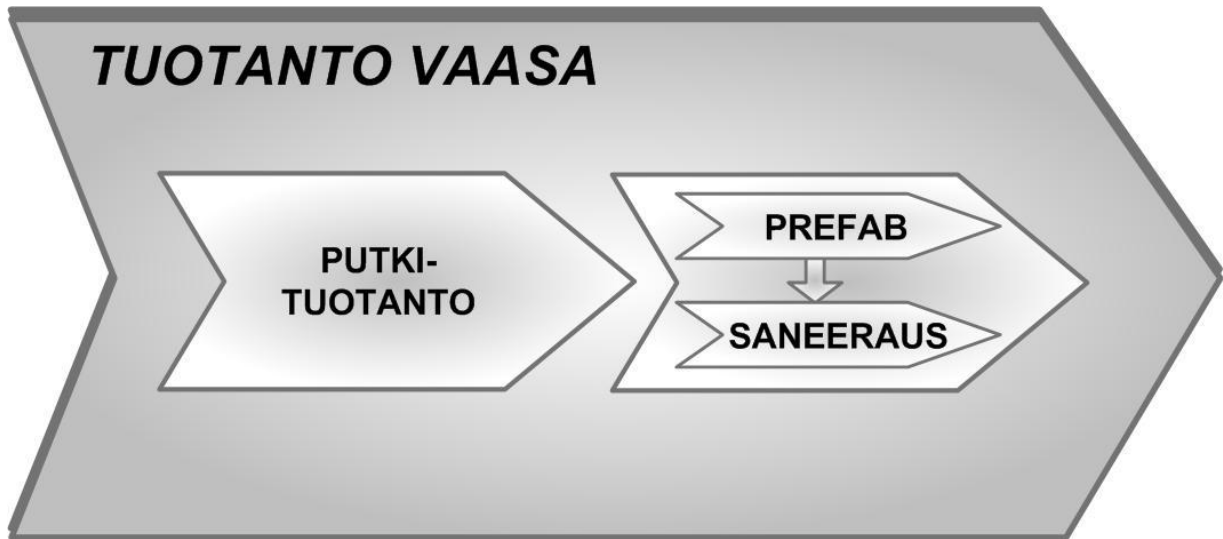 TUOTANTO VAASA
PUTKI-
TUOTANTO
PREFAB
SANEERAUS